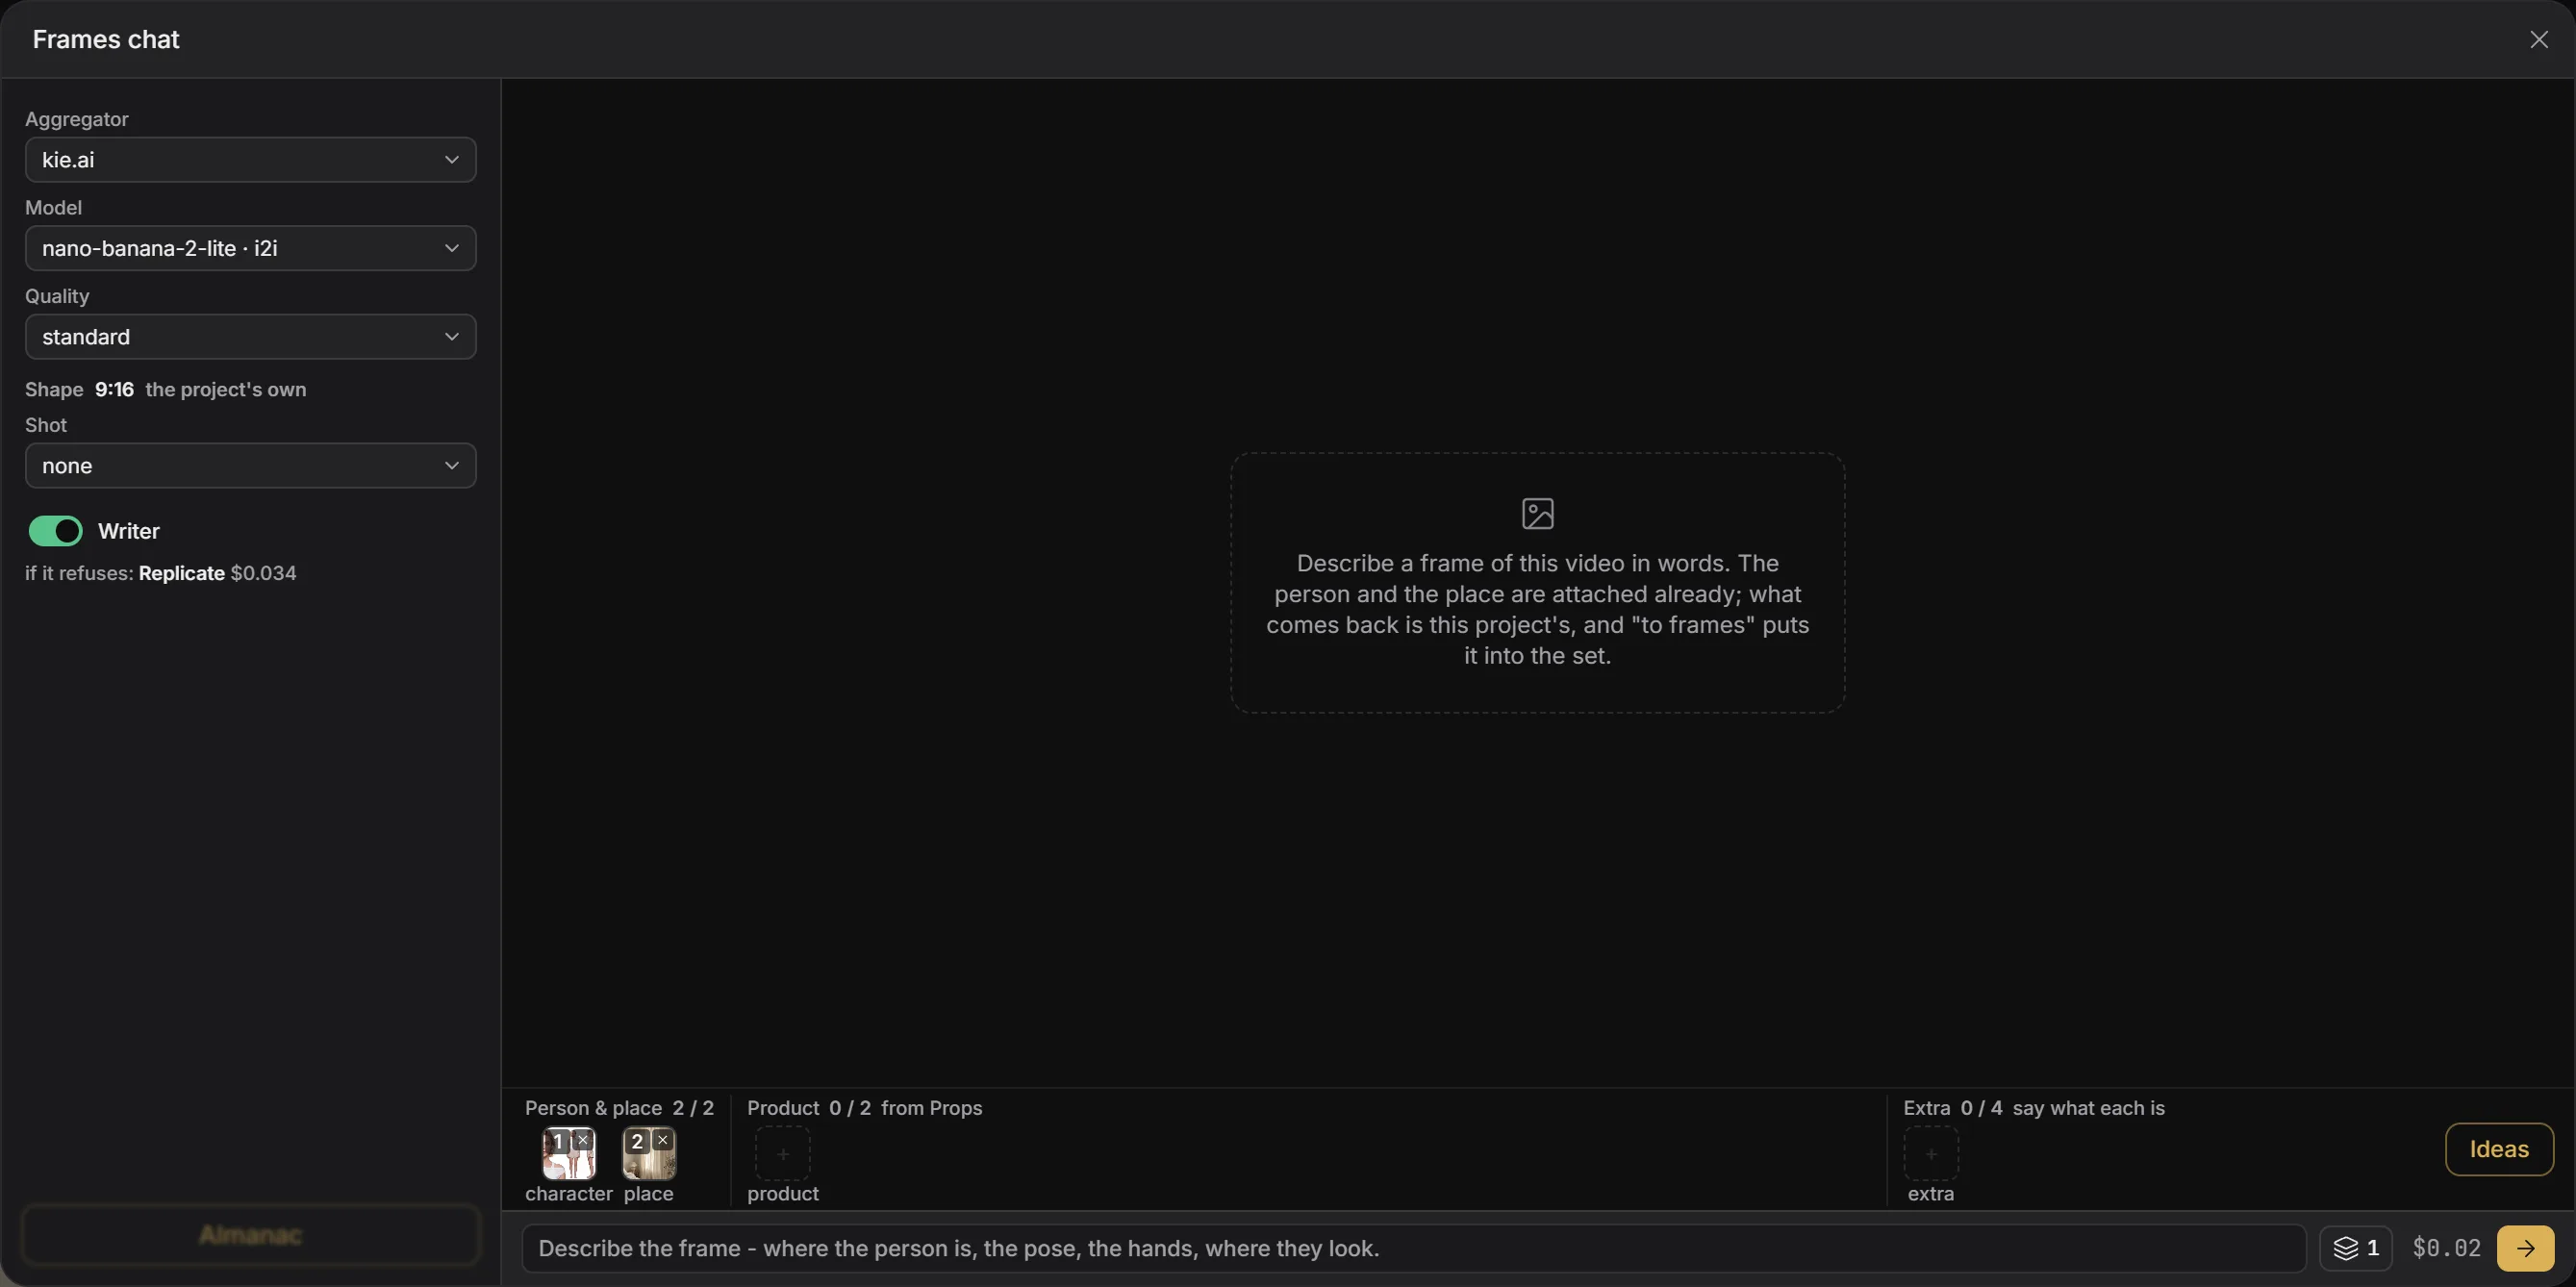 Frames chat
Aggregator
kie.ai
Model
nano-banana-2-lite · i2i
Quality
standard
Shape 9:16 the project's own
Shot
none
Writer
if it refuses: Replicate $0.034
Almanac
Describe a frame of this video in words. The
person and the place are attached already; what
comes back is this project's, and "to frames" puts
it into the set.
Person & place 2 / 2
1
2
character place
Product 0 / 2 from Props
product
Extra 0 / 4 say what each is
extra
Ideas
Describe the frame - where the person is, the pose, the hands, where they look.
1
$0.02